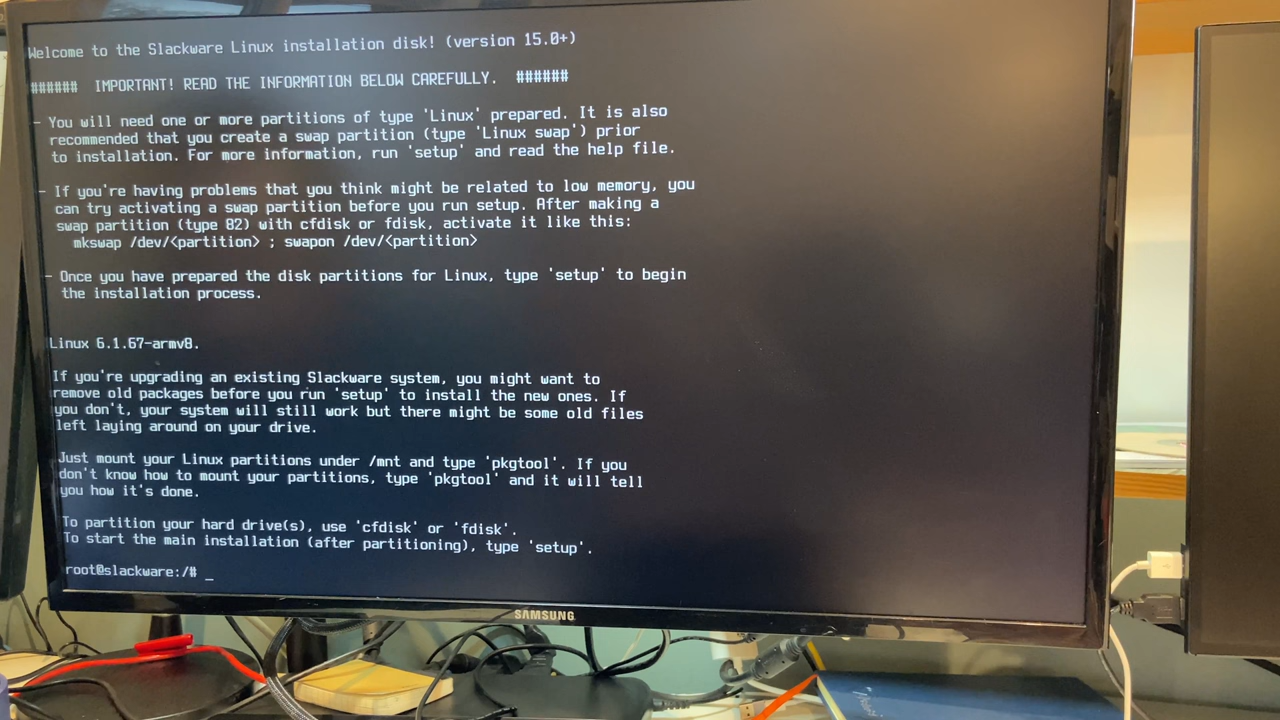 Welcome to the Slackware Linux installation disk! (version 15.0+)
###### IMPORTANT! READ THE INFORMATION BELOW CAREFULLY. ######
- You will need one or more partitions of type 'Linux' prepared. It is also
recommended that you create a swap partition (type 'Linux swap') prior
to installation. For more information, run 'setup' and read the help file.
- If you're having problems that you think might be related to low memory, you
can try activating a swap partition before you run setup. After making a
swap partition (type 82) with cfdisk or fdisk, activate it like this:
mkswap /dev/<partition> ; swapon /dev/<partition>
- Once you have prepared the disk partitions for Linux, type 'setup' to begin
the installation process.
Linux 6.1.67-armv8.
If you're upgrading an existing Slackware system, you might want to
remove old packages before you run 'setup' to install the new ones. If
you don't, your system will still work but there might be some old files
left laying around on your drive.
Just mount your Linux partitions under /mnt and type 'pkgtool'. If you
don't know how to mount your partitions, type 'pkgtool' and it will tell
you how it's done.
To partition your hard drive(s), use 'cfdisk' or 'fdisk'.
To start the main installation (after partitioning), type 'setup'.
root@slackware:/# _
SAMSUNG